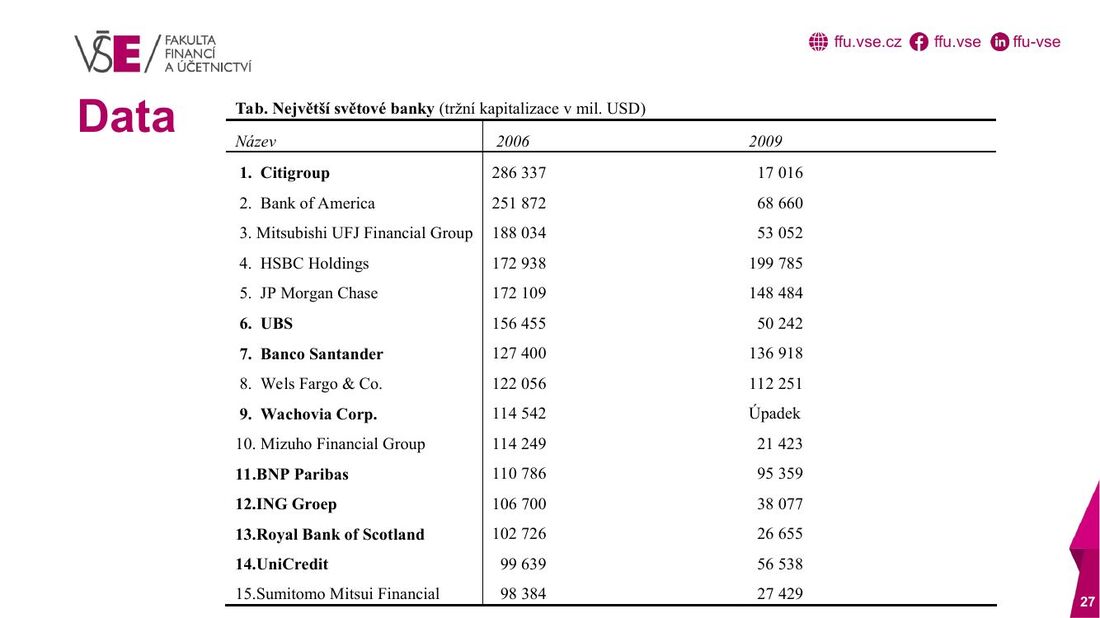 VŠE / FAKULTA
FINANCÍ
A ÚČETNICTVÍ
ffu.vse.cz ffu.vse ffu-vse
Data
Tab. Největší světové banky (tržní kapitalizace v mil. USD)
Název 2006 2009
1. Citigroup 286 337 17 016
2. Bank of America 251 872 68 660
3. Mitsubishi UFJ Financial Group 188 034 53 052
4. HSBC Holdings 172 938 199 785
5. JP Morgan Chase 172 109 148 484
6. UBS 156 455 50 242
7. Banco Santander 127 400 136 918
8. Wels Fargo & Co. 122 056 112 251
9. Wachovia Corp. 114 542 Úpadek
10. Mizuho Financial Group 114 249 21 423
11.BNP Paribas 110 786 95 359
12.ING Groep 106 700 38 077
13.Royal Bank of Scotland 102 726 26 655
14.UniCredit 99 639 56 538
15.Sumitomo Mitsui Financial 98 384 27 429
27